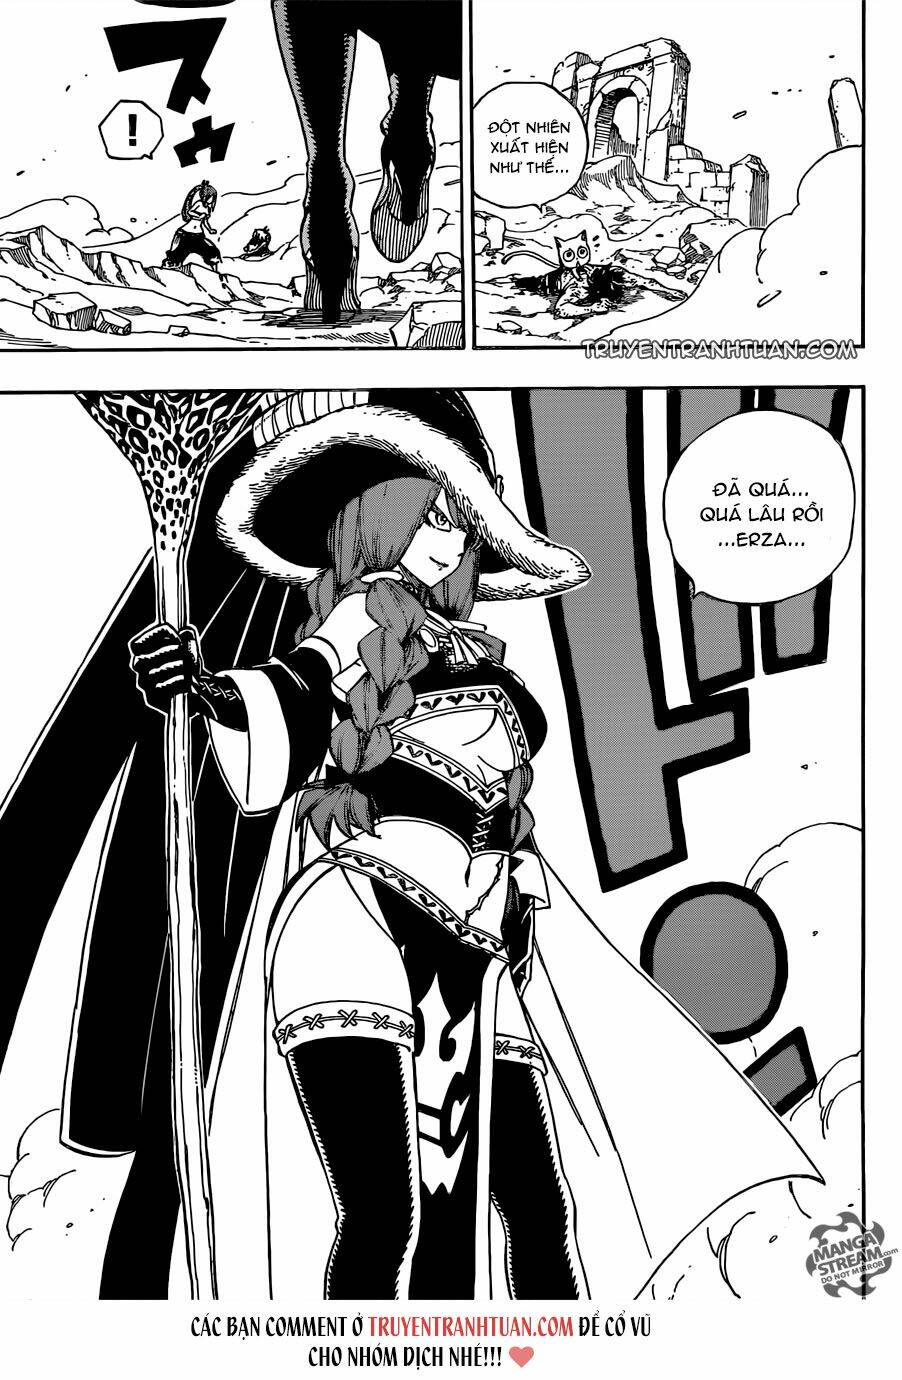 ĐỘT NHIÊN
XUẤT HIỆN
NHƯ THẾ...
スゥ
!
TRUYENTRANHTUAN.COM
ĐÃ QUÁ...
QUÁ LÂU RỒI
...ERZA...
MANGA
STREAM.com
DO NOT MIRROR!
CÁC BẠN COMMENT Ở TRUYENTRANHTUAN.COM ĐỂ CỔ VŨ
CHO NHÓM DỊCH NHÉ!!! ❤